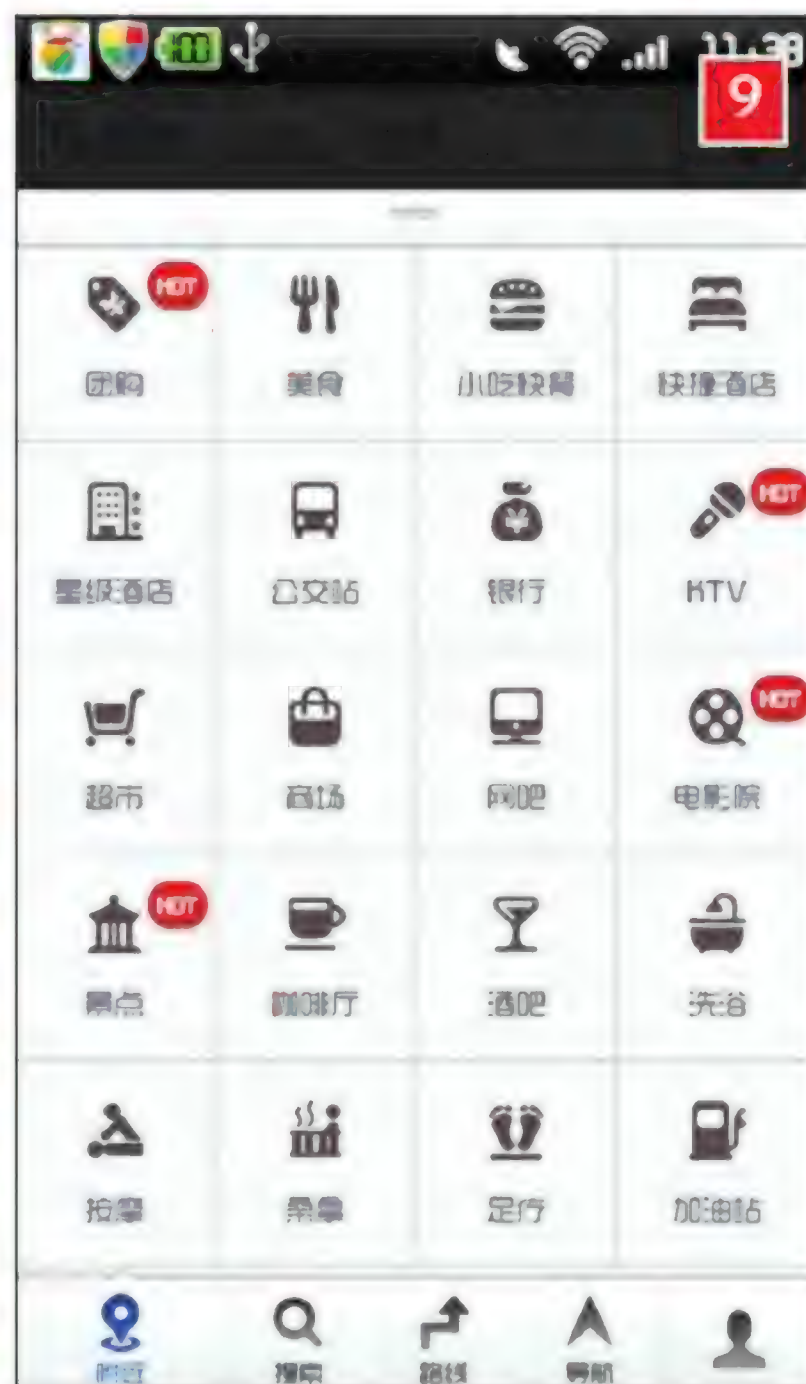 100 11:38
9
HOT
团购 美食 小吃快餐 快捷酒店
HOT
星级酒店 公交站 银行 KTV
HOT
超市 商场 网吧 电影院
HOT
景点 咖啡厅 酒吧 洗浴
按摩 桑拿 足疗 加油站
附近 搜索 路线 导航